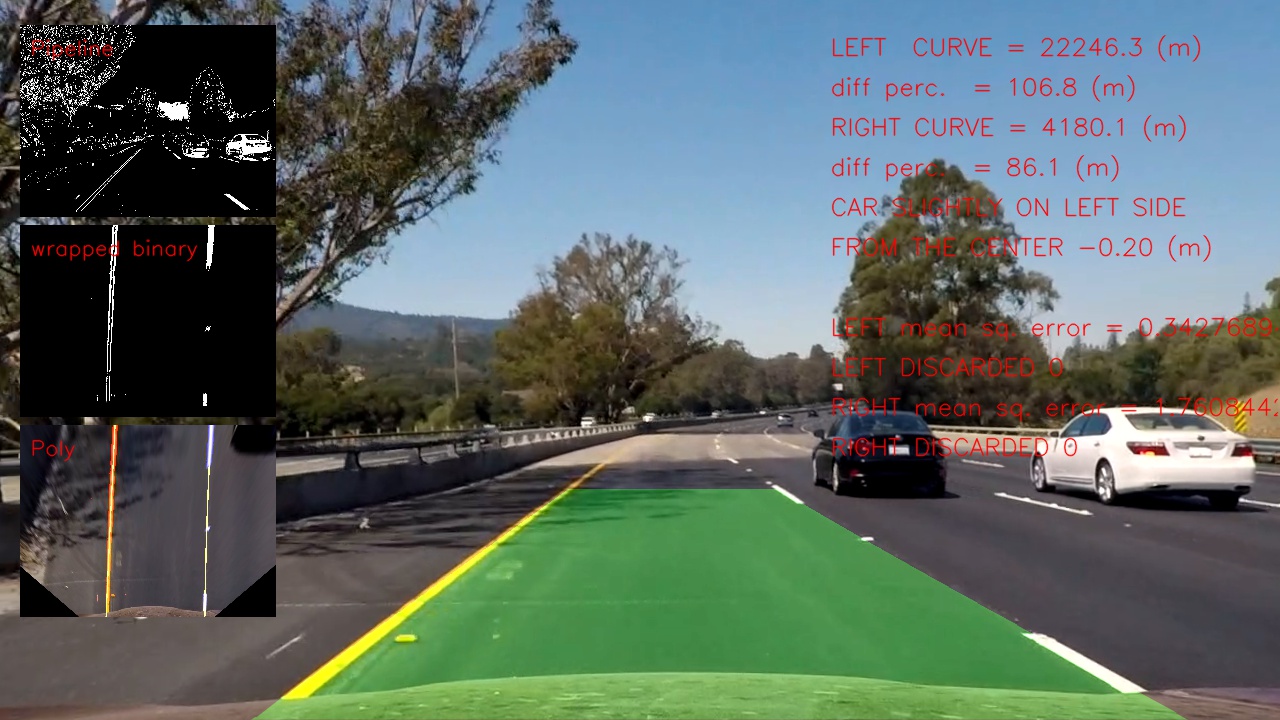 Pipeline
wrapped binary
Poly
LEFT CURVE = 22246.3 (m)
diff perc. = 106.8 (m)
RIGHT CURVE = 4180.1 (m)
diff perc. = 86.1 (m)
CAR SLIGHTLY ON LEFT SIDE
FROM THE CENTER -0.20 (m)
LEFT mean sq. error = 0.3427689
LEFT DISCARDED 0
RIGHT mean sq. error = 1.760844
RIGHT DISCARDED 0